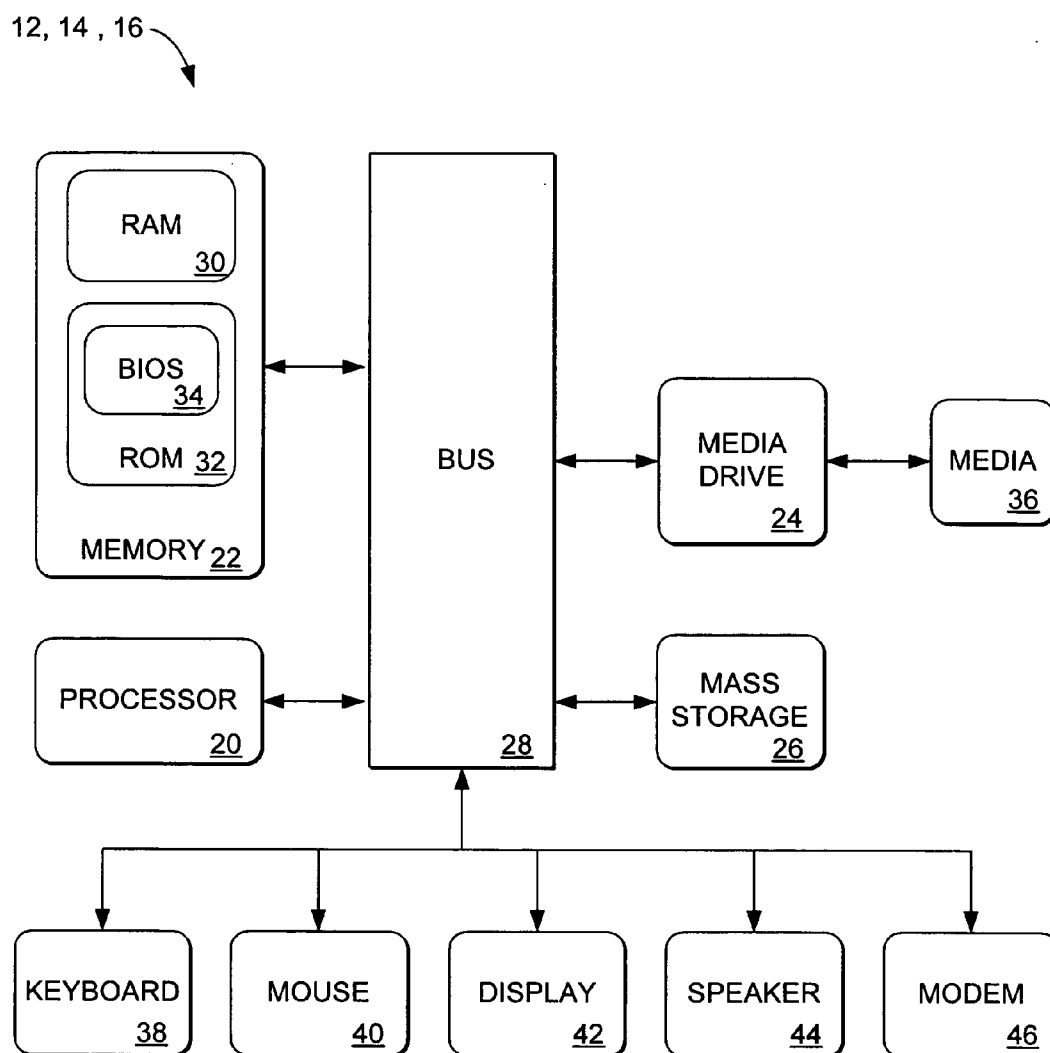 12, 14 , 16
RAM
30
BIOS
34
ROM 32
MEMORY 22
BUS
28
MEDIA
DRIVE
24
MEDIA
36
PROCESSOR
20
MASS
STORAGE
26
KEYBOARD
38
MOUSE
40
DISPLAY
42
SPEAKER
44
MODEM
46